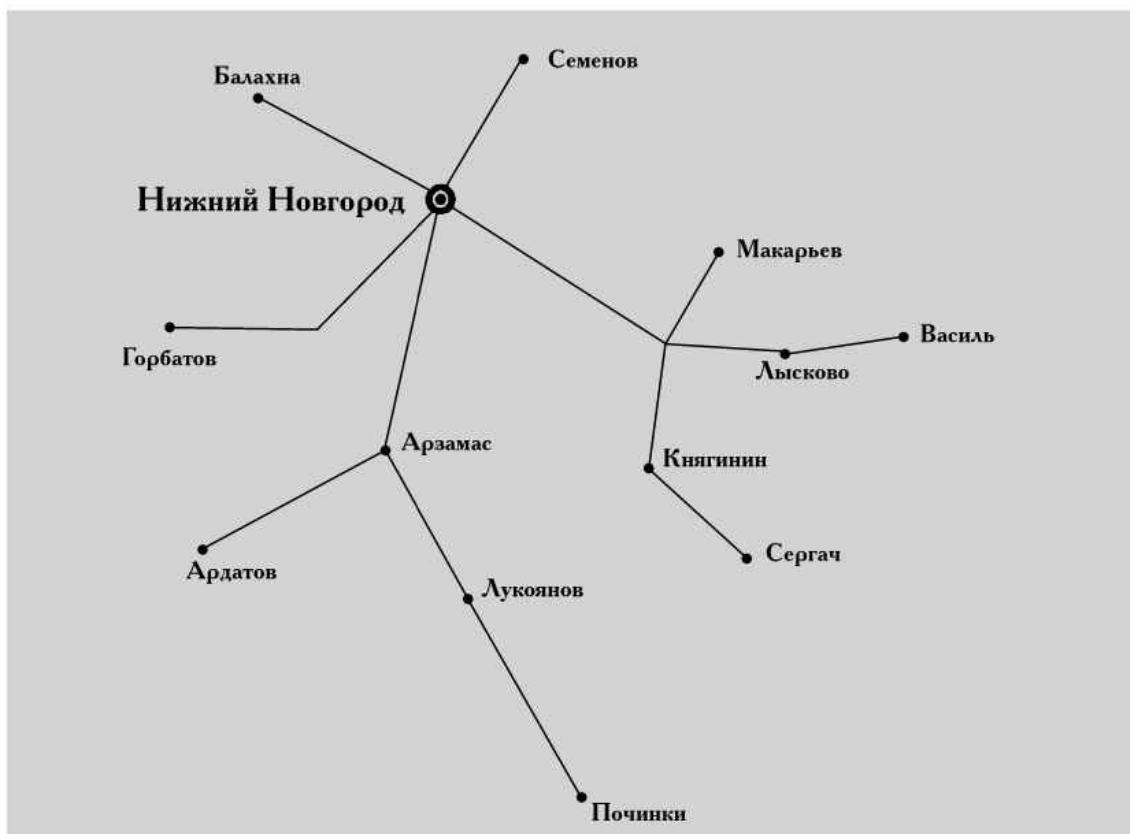 Семенов
Балахна
Нижний Новгород
Макарьев
Василь
Горбатов
Лысково
Арзамас
Княгинин
Сергач
Ардатов
Лукоянов
Починки